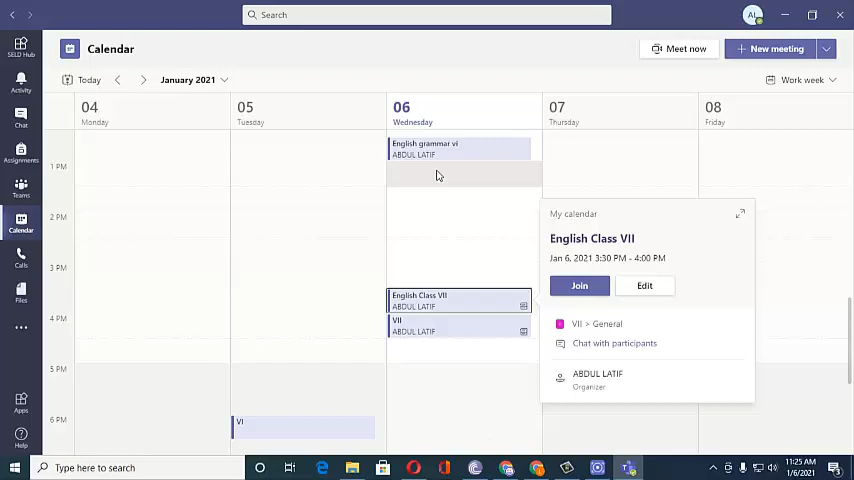 Search
AL
SELD Hub
Activity
Chat
Assignments
Teams
Calendar
Calls
Files
Apps
Help
Calendar
Meet now
New meeting
Today
January 2021
Work week
04
Monday
05
Tuesday
06
Wednesday
07
Thursday
08
Friday
1 PM
2 PM
3 PM
4 PM
5 PM
6 PM
English grammar vi
ABDUL LATIF
English Class VII
ABDUL LATIF
VII
ABDUL LATIF
VI
My calendar
English Class VII
Jan 6, 2021 3:30 PM - 4:00 PM
Join
Edit
VII > General
Chat with participants
ABDUL LATIF
Organizer
Type here to search
11:25 AM
1/6/2021